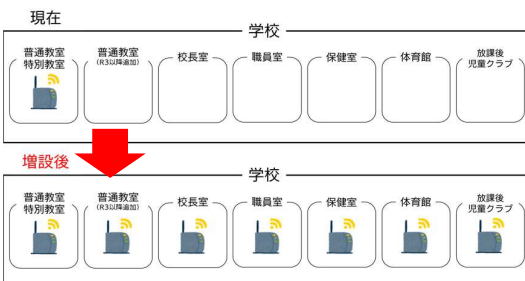 現在
学校
普通教室
特別教室
普通教室
(R3以降追加)
校長室
職員室
保健室
体育館
放課後
児童クラブ
増設後
学校
普通教室
特別教室
普通教室
(R3以降追加)
校長室
職員室
保健室
体育館
放課後
児童クラブ